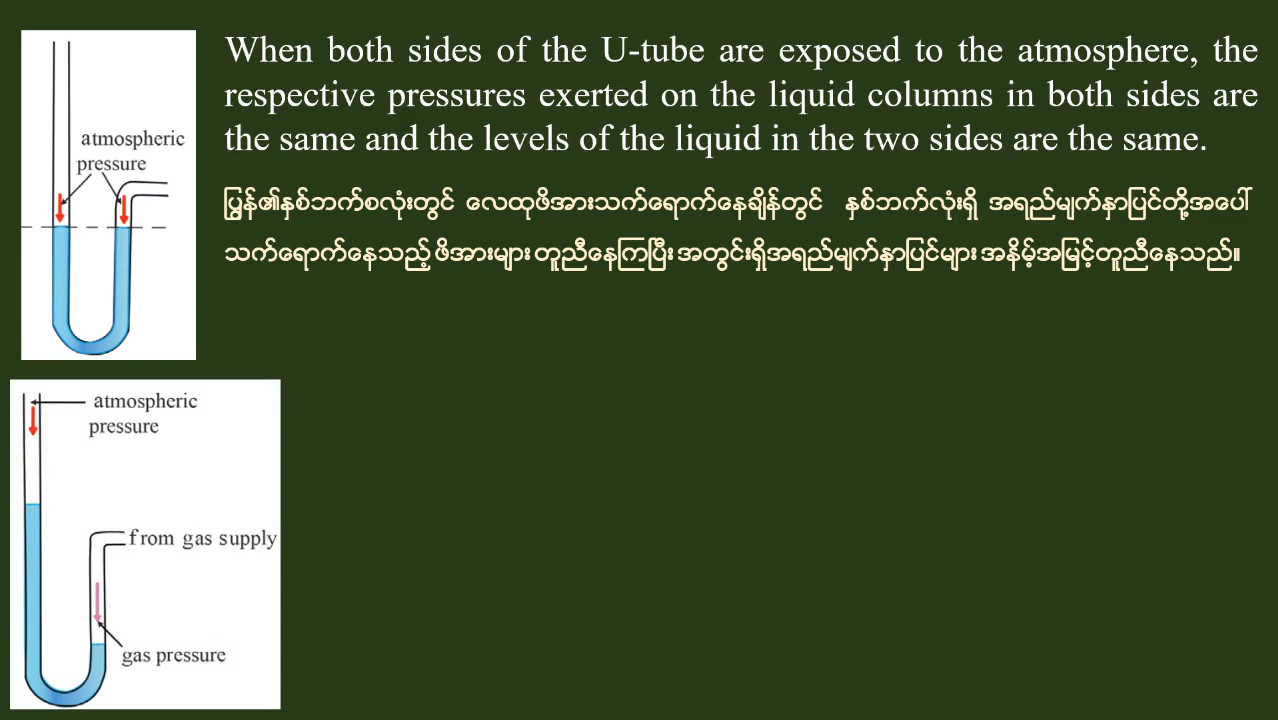 When both sides of the U-tube are exposed to the atmosphere, the
respective pressures exerted on the liquid columns in both sides are
the same and the levels of the liquid in the two sides are the same.
ပြွန်၏နှစ်ဘက်စလုံးတွင် လေထုဖိအားသက်ရောက်နေချိန်တွင် နှစ်ဘက်လုံးရှိ အရည်မျက်နှာပြင်တို့အပေါ်
သက်ရောက်နေသည့်ဖိအားများ တူညီနေကြပြီး အတွင်းရှိအရည်မျက်နှာပြင်များ အနိမ့်အမြင့်တူညီနေသည်။
atmospheric
pressure
atmospheric
pressure
from gas supply
gas pressure